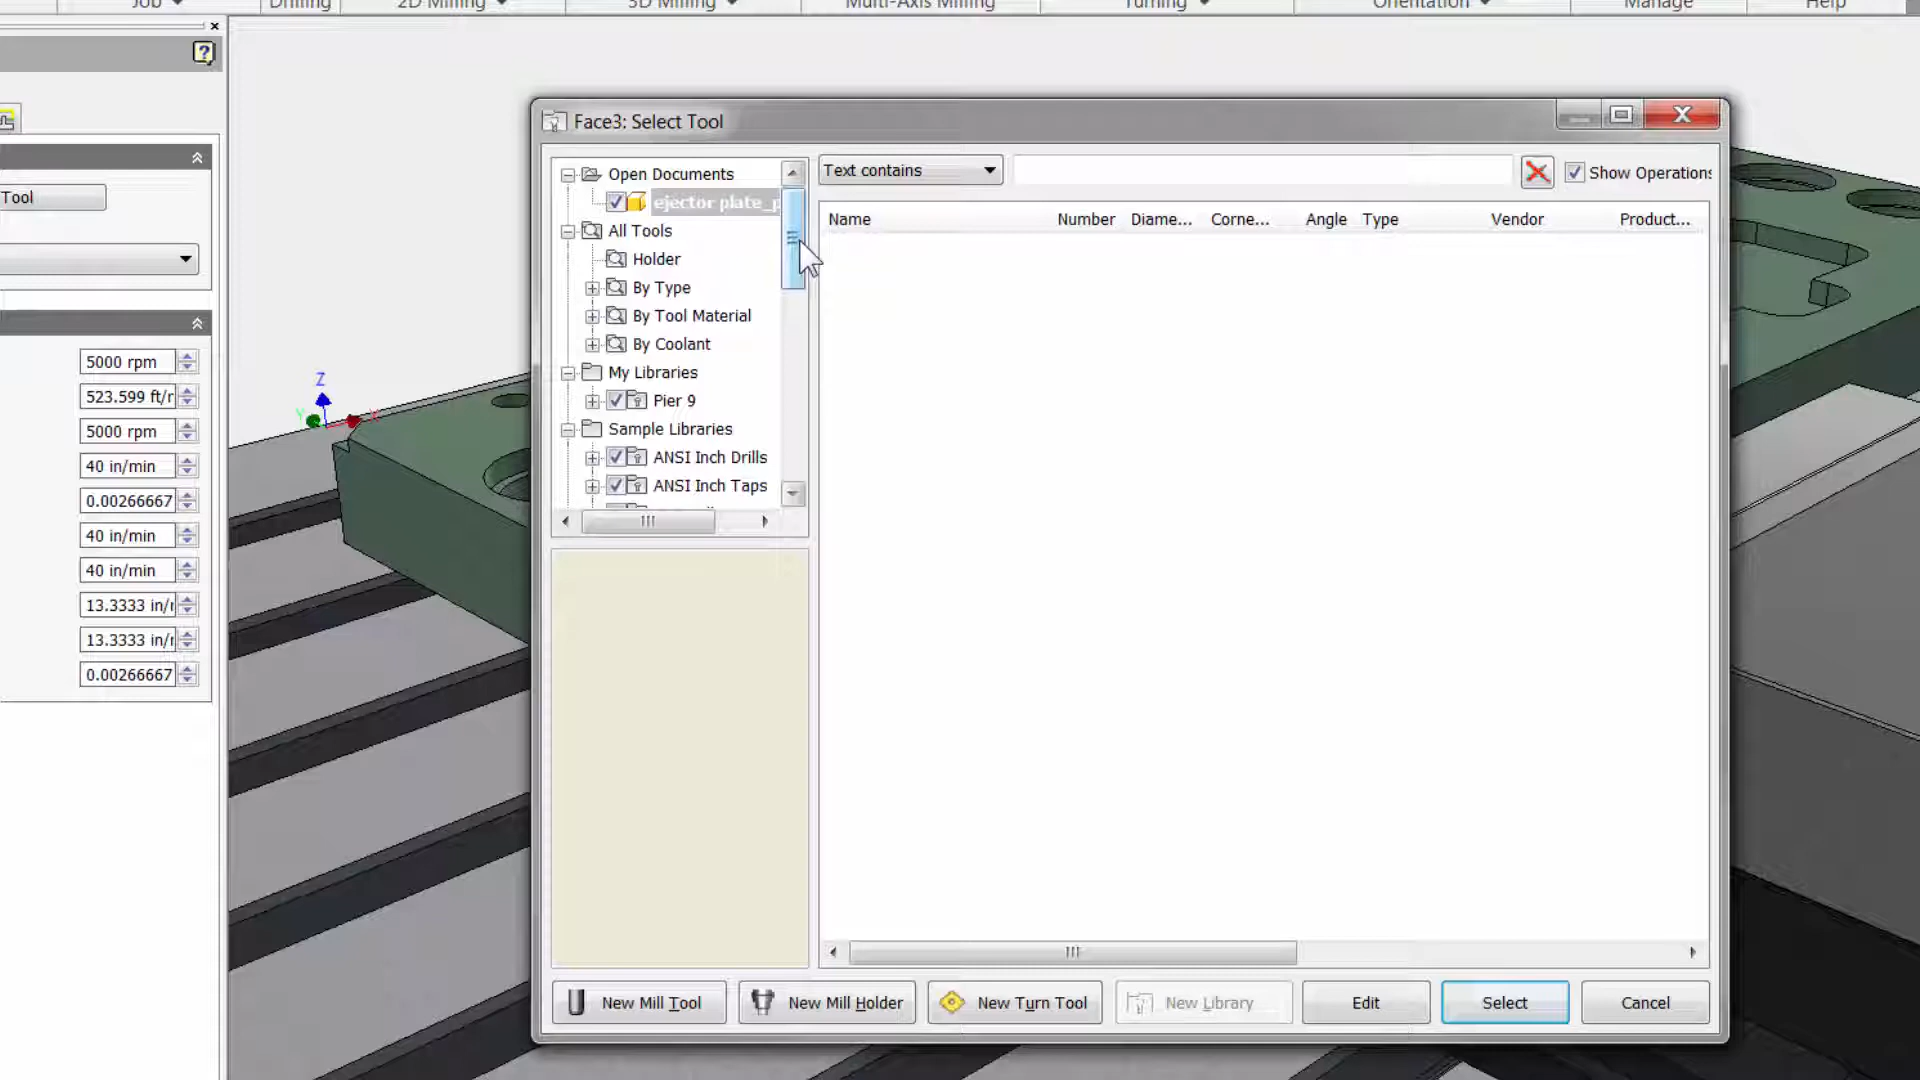 Job
Drilling
2D Milling
3D Milling
Multi-Axis Milling
Turning
Orientation
Manage
Help
Tool
5000 rpm
523.599 ft/r
5000 rpm
40 in/min
0.00266667
40 in/min
40 in/min
13.3333 in/r
13.3333 in/r
0.00266667
Z
Y
X
Face3: Select Tool
Open Documents
ejector plate_p
All Tools
Holder
By Type
By Tool Material
By Coolant
My Libraries
Pier 9
Sample Libraries
ANSI Inch Drills
ANSI Inch Taps
Text contains
Show Operations
Name Number Diame... Corne... Angle Type Vendor Product...
New Mill Tool
New Mill Holder
New Turn Tool
New Library
Edit
Select
Cancel